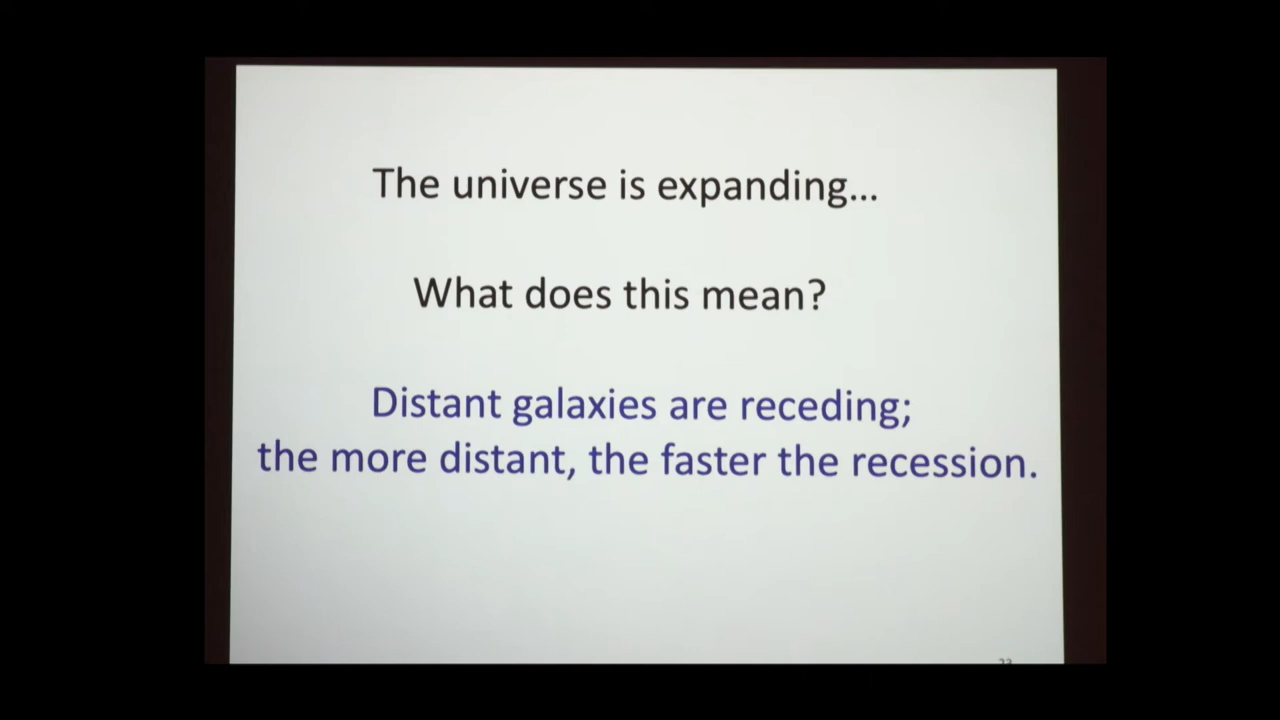 The universe is expanding...
What does this mean?
Distant galaxies are receding;
the more distant, the faster the recession.